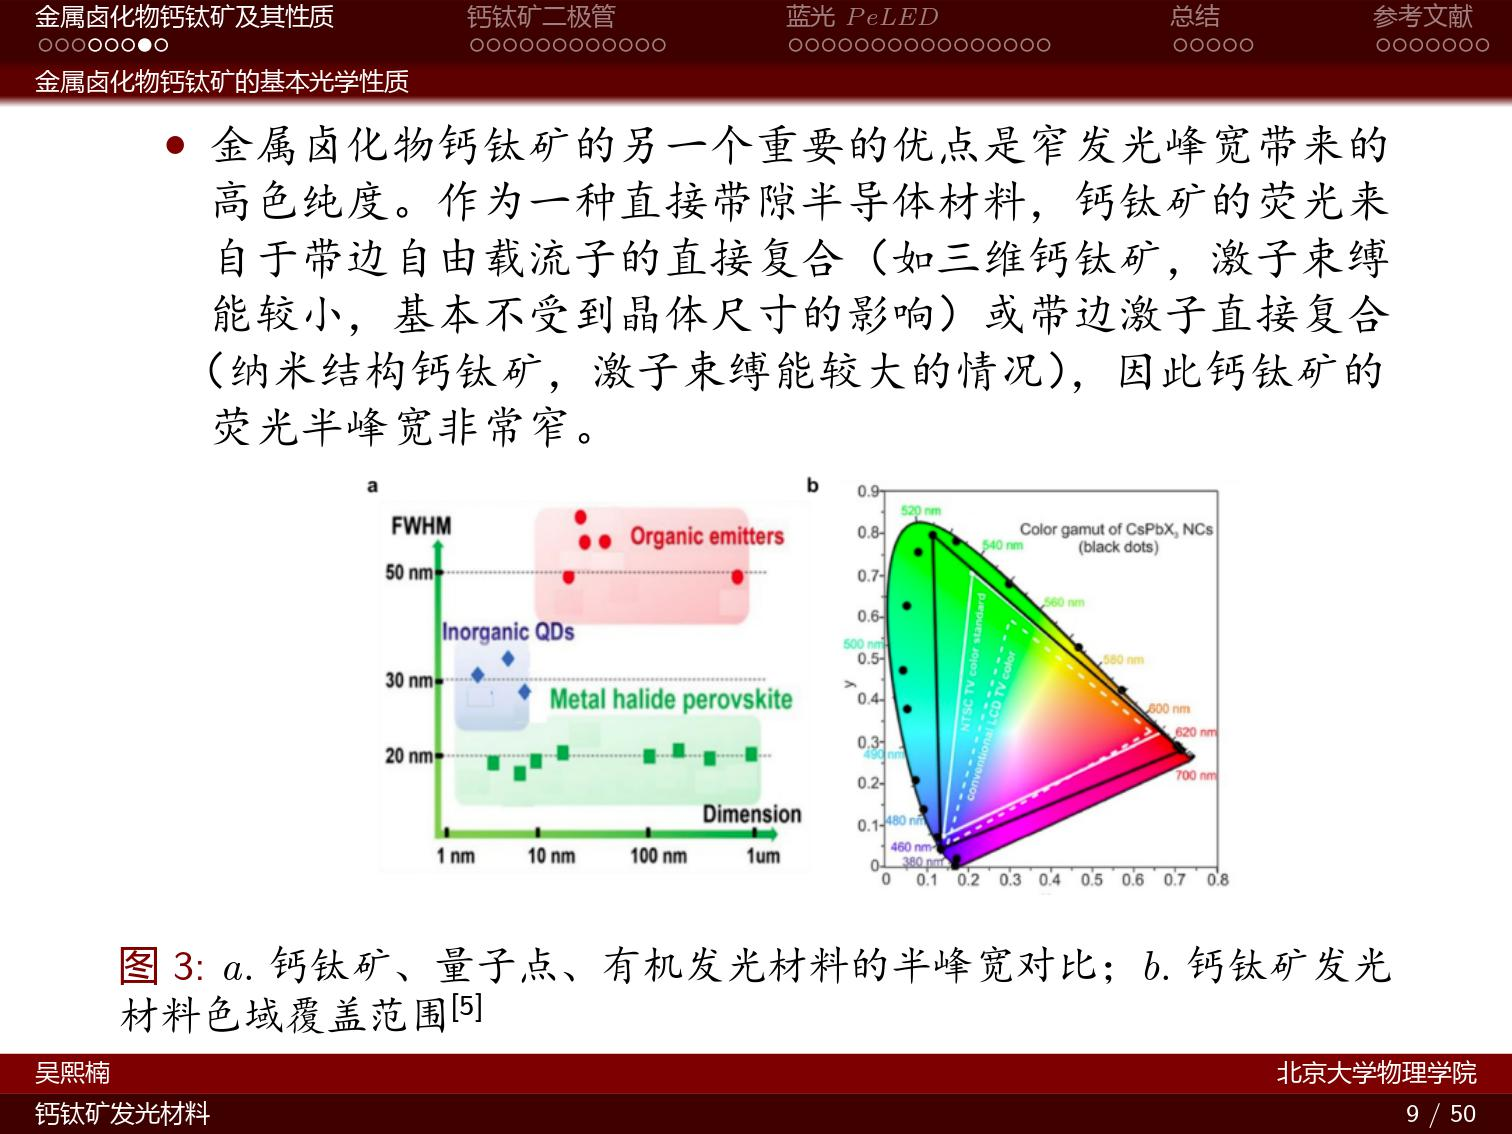 金属卤化物钙钛矿及其性质 钙钛矿二极管 蓝光 PeLED 总结 参考文献
金属卤化物钙钛矿的基本光学性质
• 金属卤化物钙钛矿的另一个重要的优点是窄发光峰宽带来的
高色纯度。作为一种直接带隙半导体材料，钙钛矿的荧光来
自于带边自由载流子的直接复合（如三维钙钛矿，激子束缚
能较小，基本不受到晶体尺寸的影响）或带边激子直接复合
（纳米结构钙钛矿，激子束缚能较大的情况），因此钙钛矿的
荧光半峰宽非常窄。
a
FWHM
Organic emitters
50 nm
Inorganic QDs
30 nm
Metal halide perovskite
20 nm
Dimension
1 nm 10 nm 100 nm 1um
b
Color gamut of CsPbX3 NCs
(black dots)
0.9
0.8
0.7
0.6
0.5
0.4
0.3
0.2
0.1
0
y
520 nm
540 nm
560 nm
500 nm
580 nm
600 nm
620 nm
490 nm
700 nm
480 nm
460 nm
380 nm
NTSC TV color standard
conventional LCD TV color
0 0.1 0.2 0.3 0.4 0.5 0.6 0.7 0.8
图 3: a. 钙钛矿、量子点、有机发光材料的半峰宽对比；b. 钙钛矿发光
材料色域覆盖范围[5]
吴熙楠 北京大学物理学院
钙钛矿发光材料 9 / 50